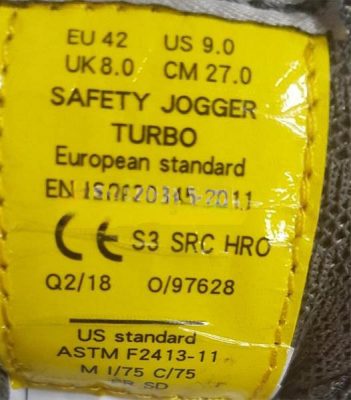 EU 42 US 9.0
UK 8.0 CM 27.0
SAFETY JOGGER
TURBO
European standard
EN ISO 20345-2011
CE S3 SRC HRO
Q2/18 O/97628
US standard
ASTM F2413-11
M I/75 C/75
SD